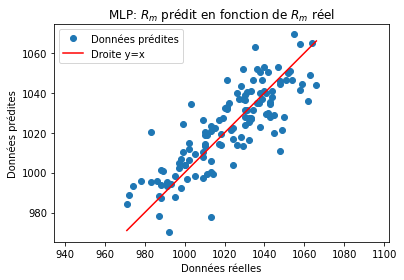 MLP: $R_m$ prédit en fonction de $R_m$ réel
Données prédites
Droite y=x
Données prédites
1060
1040
1020
1000
980
940 960 980 1000 1020 1040 1060 1080 1100
Données réelles